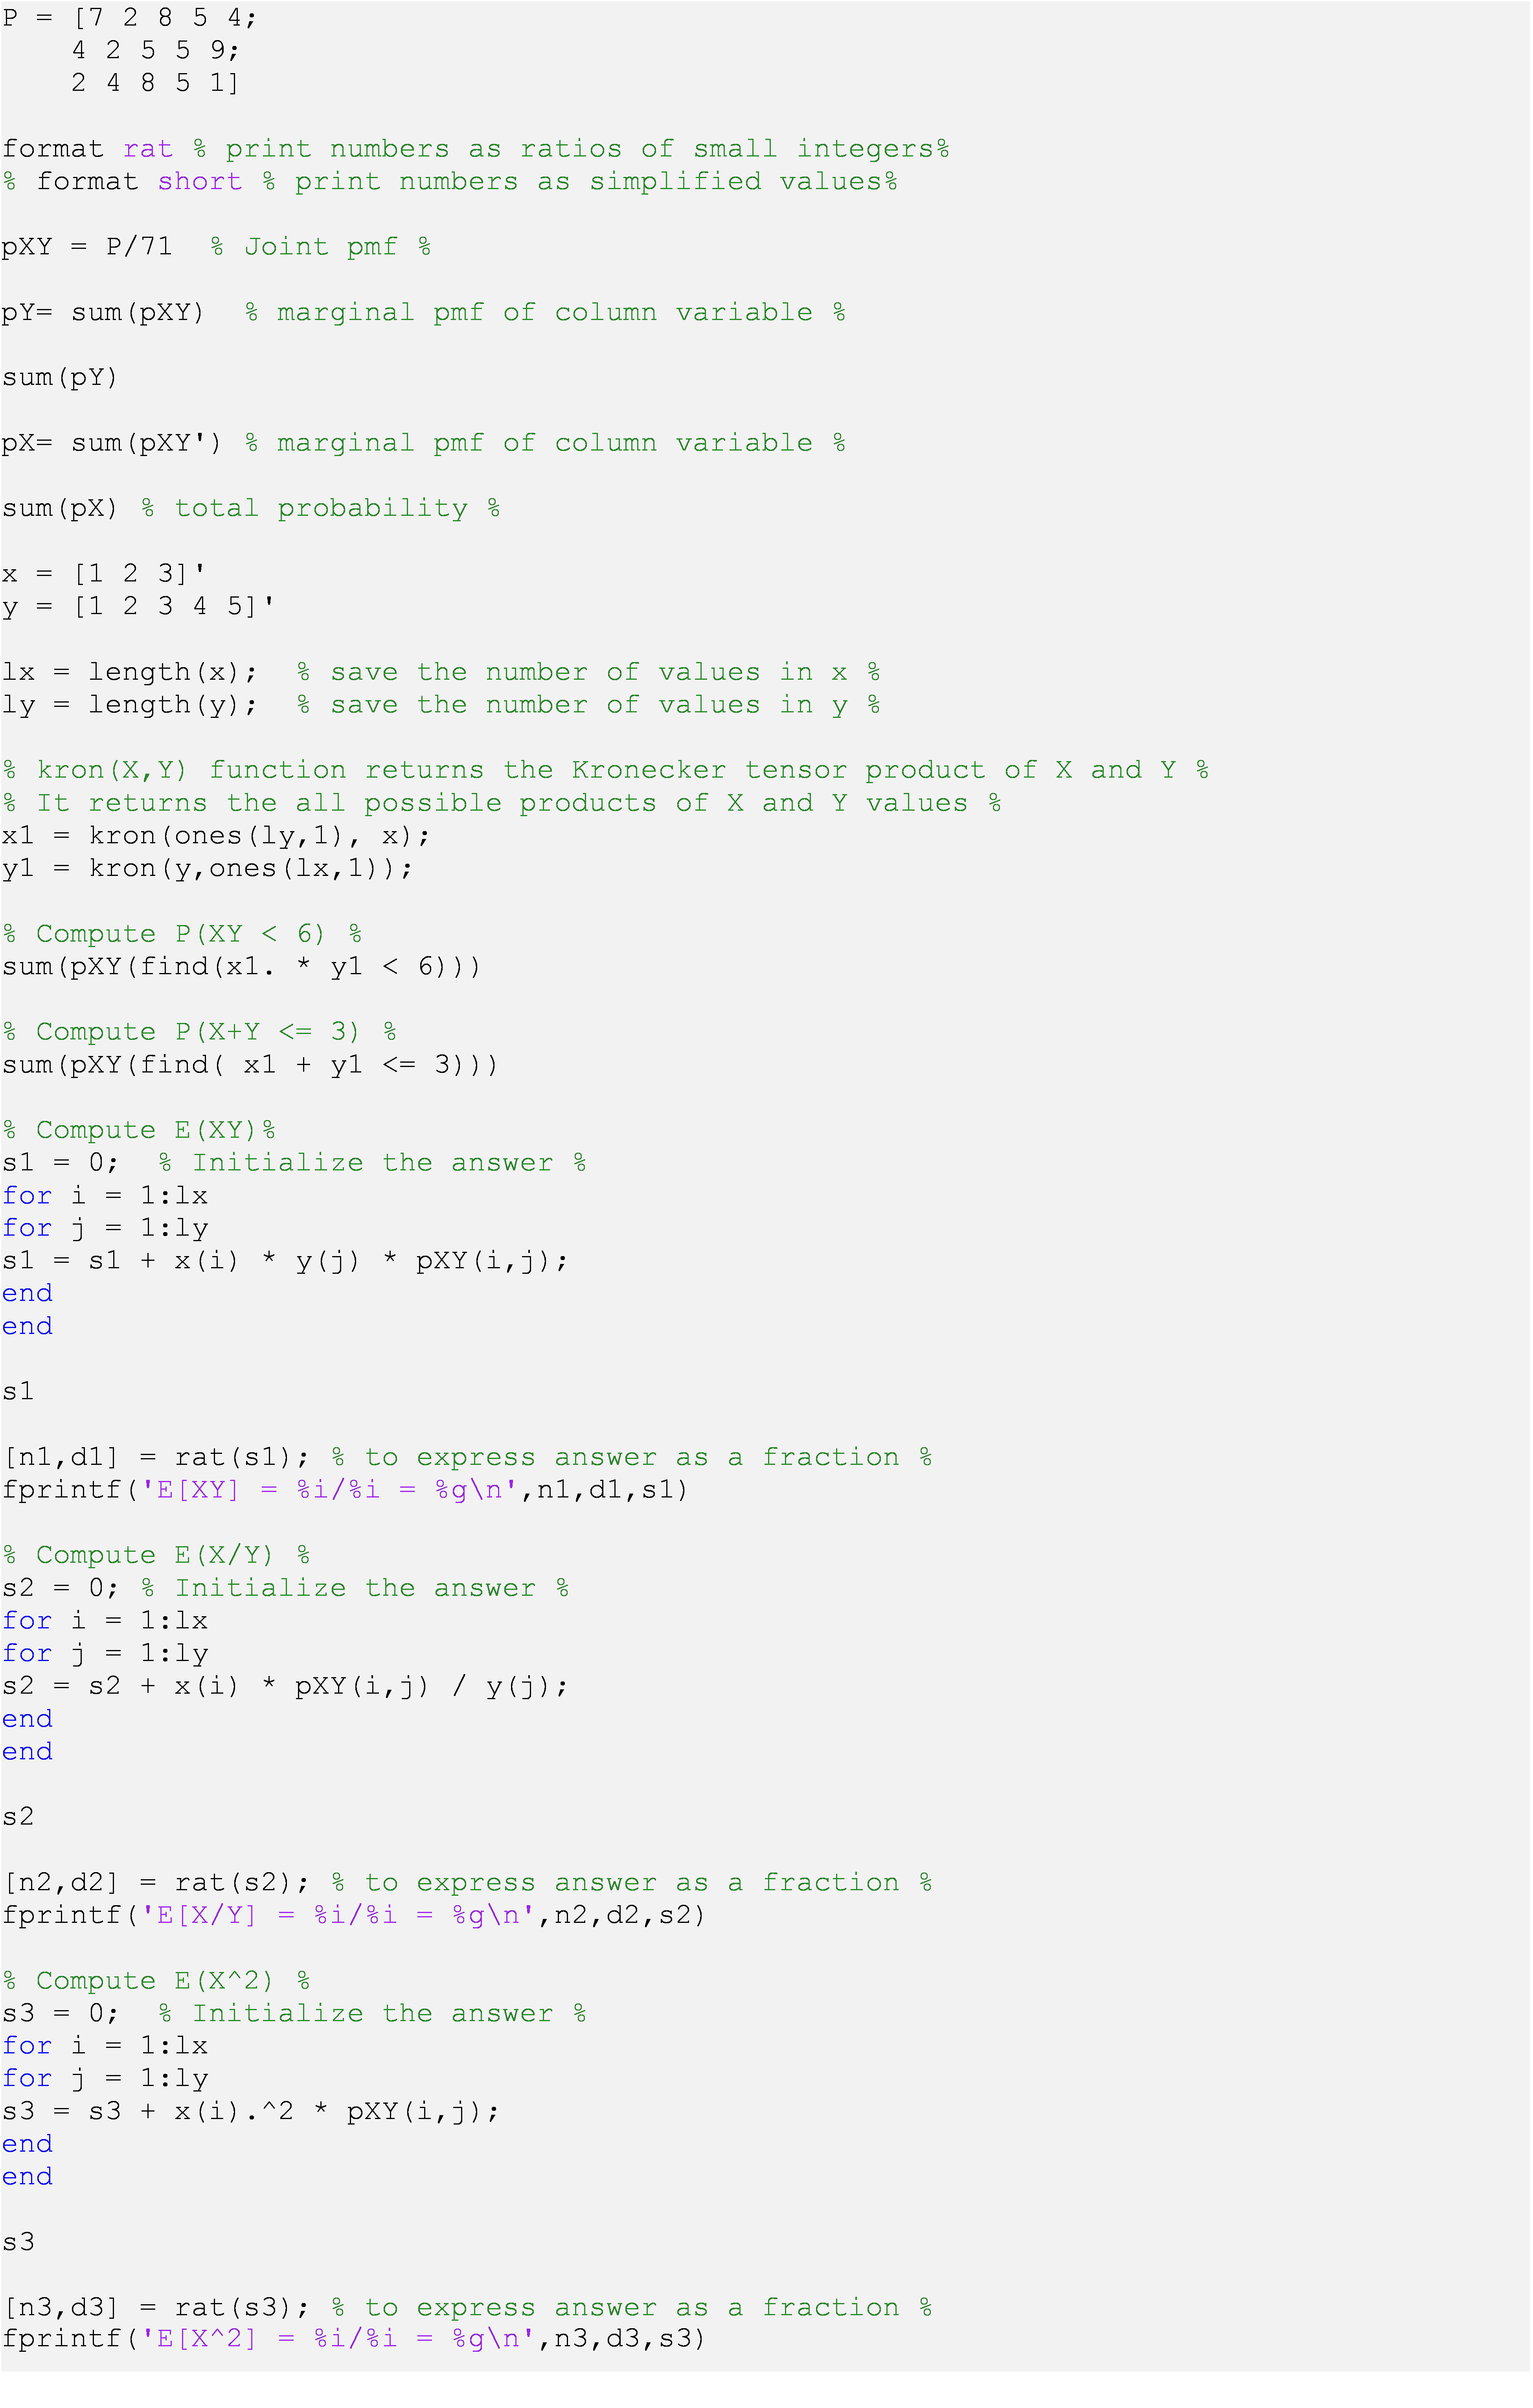 P = [7 2 8 5 4;
    4 2 5 5 9;
    2 4 8 5 1]
format rat % print numbers as ratios of small integers%
% format short % print numbers as simplified values%
pXY = P/71  % Joint pmf %
pY= sum(pXY)  % marginal pmf of column variable %
sum(pY)
pX= sum(pXY') % marginal pmf of column variable %
sum(pX) % total probability %
x = [1 2 3]'
y = [1 2 3 4 5]'
lx = length(x);  % save the number of values in x %
ly = length(y);  % save the number of values in y %
% kron(X,Y) function returns the Kronecker tensor product of X and Y %
% It returns the all possible products of X and Y values %
x1 = kron(ones(ly,1), x);
y1 = kron(y,ones(lx,1));
% Compute P(XY < 6) %
sum(pXY(find(x1. * y1 < 6)))
% Compute P(X+Y <= 3) %
sum(pXY(find( x1 + y1 <= 3)))
% Compute E(XY)%
s1 = 0;  % Initialize the answer %
for i = 1:lx
for j = 1:ly
s1 = s1 + x(i) * y(j) * pXY(i,j);
end
end
s1
[n1,d1] = rat(s1); % to express answer as a fraction %
fprintf('E[XY] = %i/%i = %g\n',n1,d1,s1)
% Compute E(X/Y) %
s2 = 0; % Initialize the answer %
for i = 1:lx
for j = 1:ly
s2 = s2 + x(i) * pXY(i,j) / y(j);
end
end
s2
[n2,d2] = rat(s2); % to express answer as a fraction %
fprintf('E[X/Y] = %i/%i = %g\n',n2,d2,s2)
% Compute E(X^2) %
s3 = 0;  % Initialize the answer %
for i = 1:lx
for j = 1:ly
s3 = s3 + x(i).^2 * pXY(i,j);
end
end
s3
[n3,d3] = rat(s3); % to express answer as a fraction %
fprintf('E[X^2] = %i/%i = %g\n',n3,d3,s3)